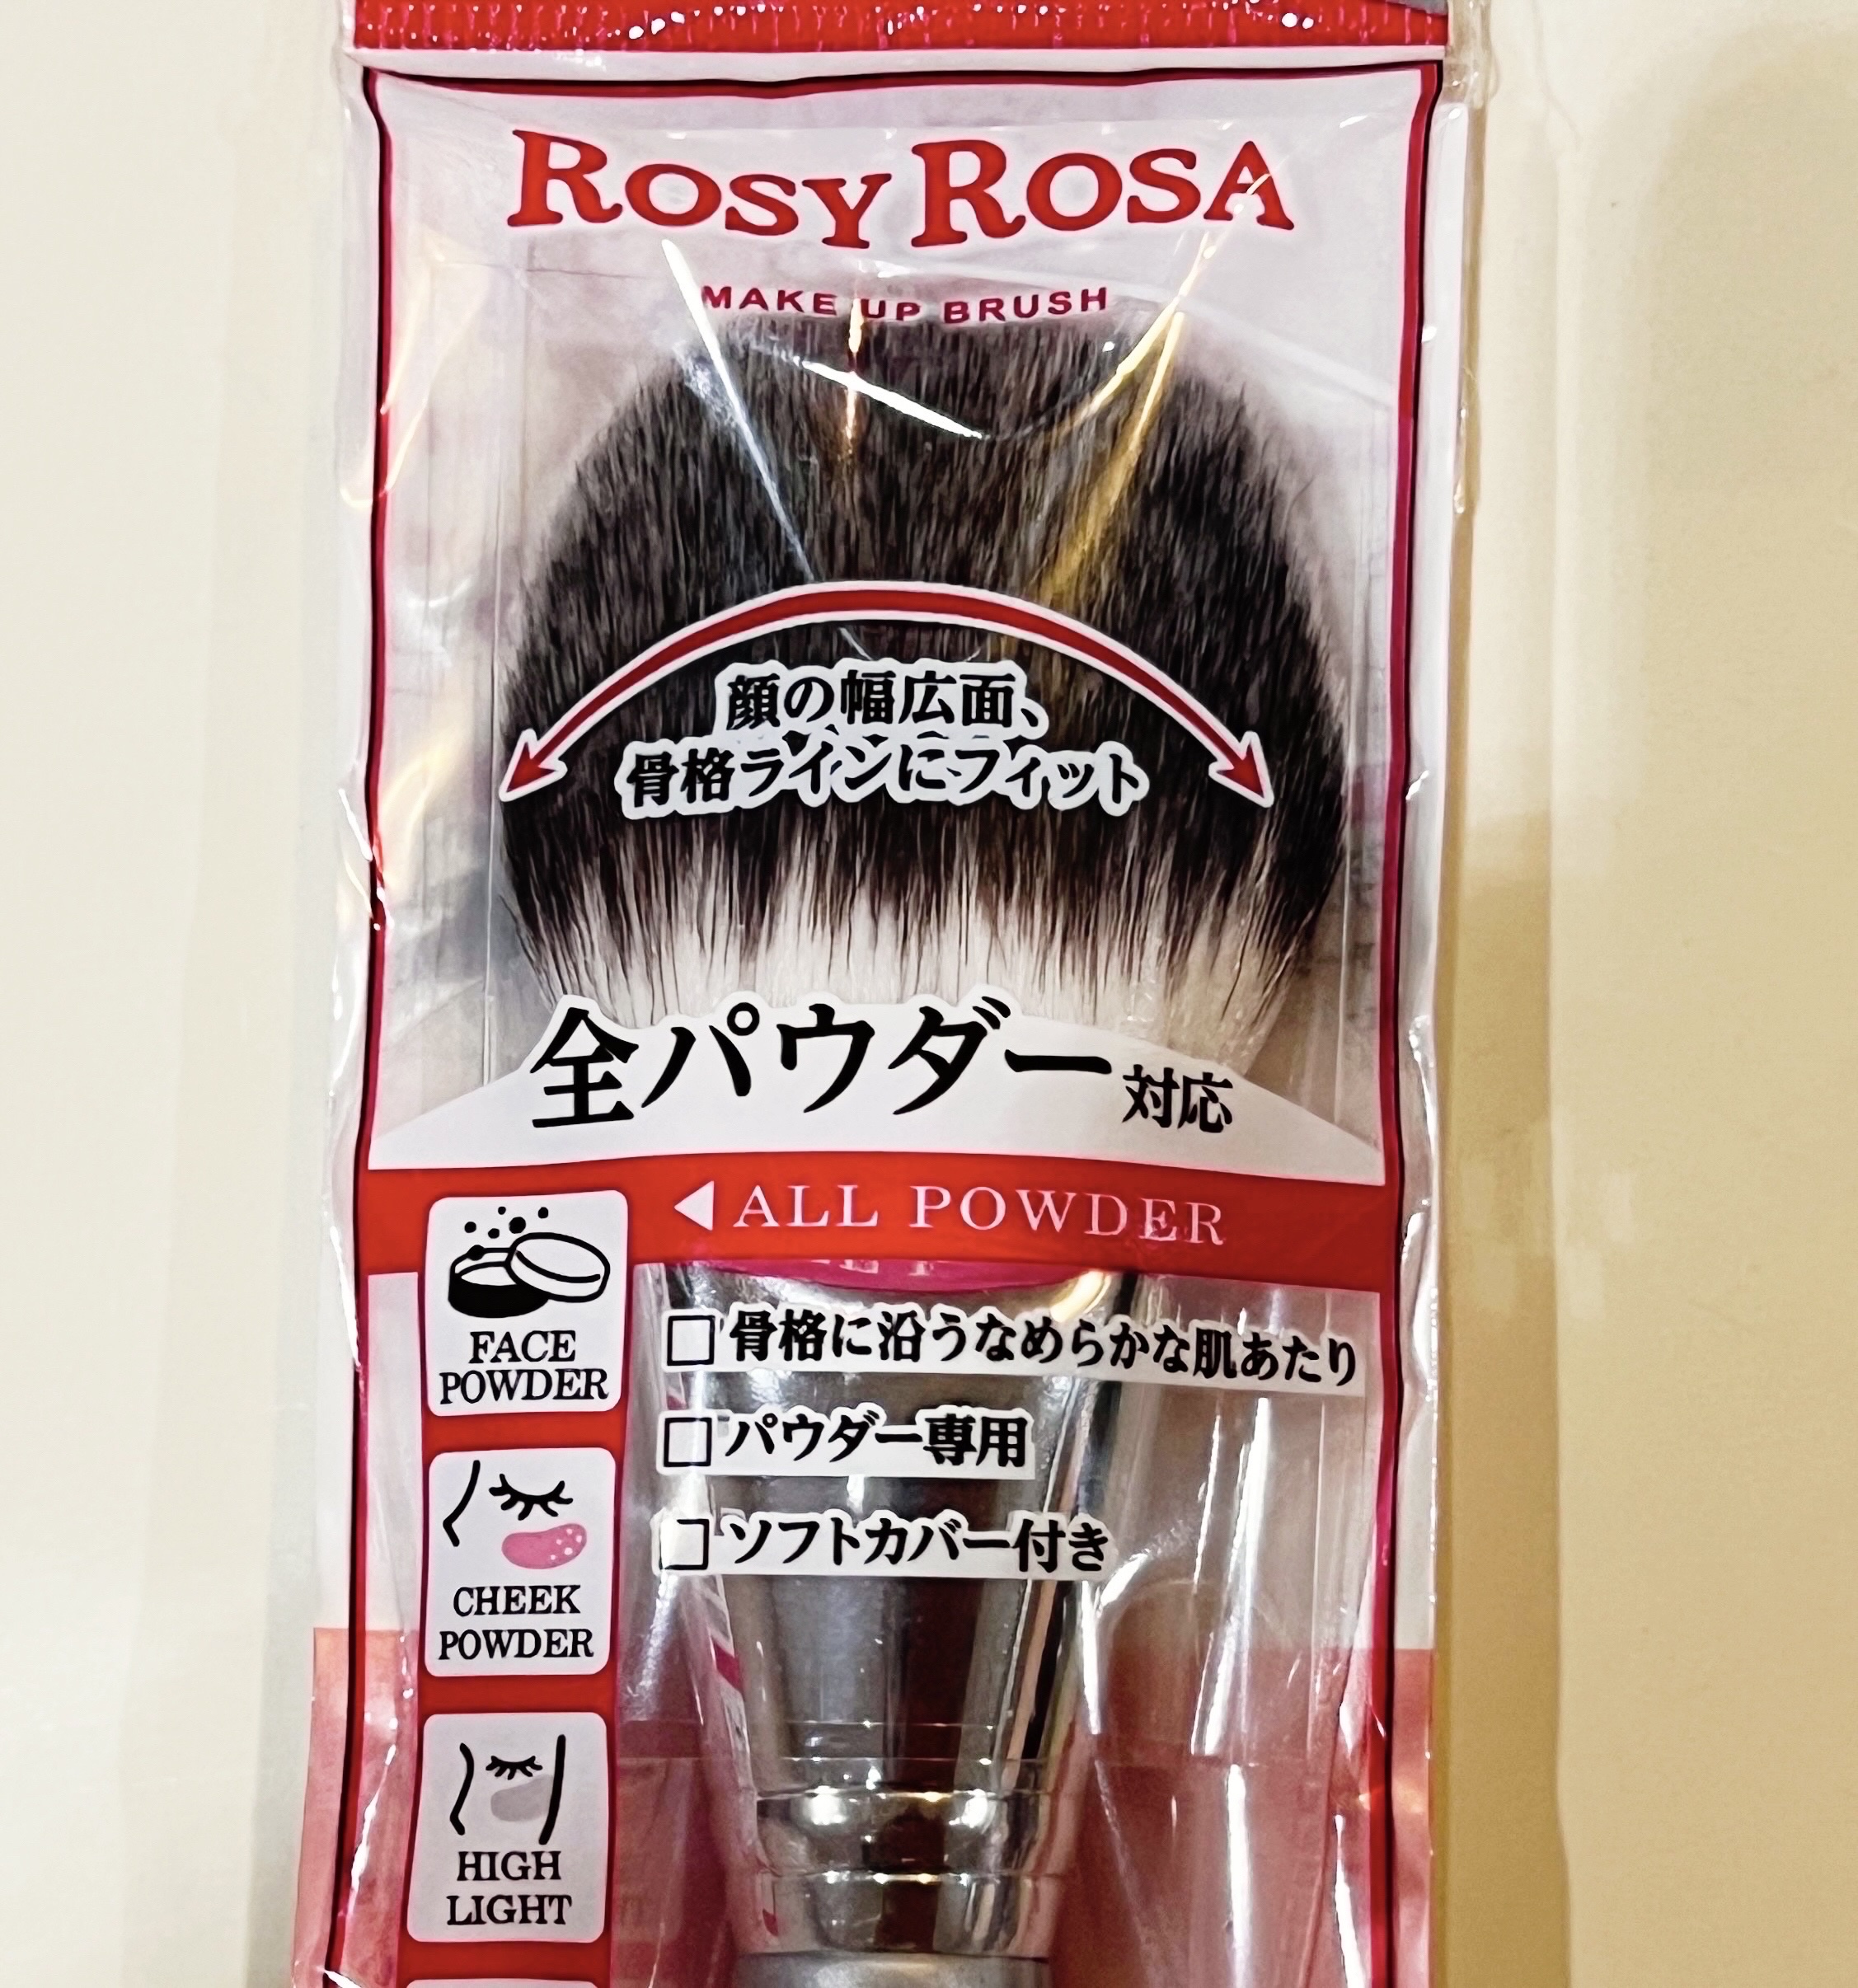 ROSY ROSA
MAKE UP BRUSH
顔の幅広面、
骨格ラインにフィット
全パウダー対応
◀ALL POWDER
FACE
POWDER
□骨格に沿うなめらかな肌あたり
□パウダー専用
□ソフトカバー付き
CHEEK
POWDER
HIGH
LIGHT